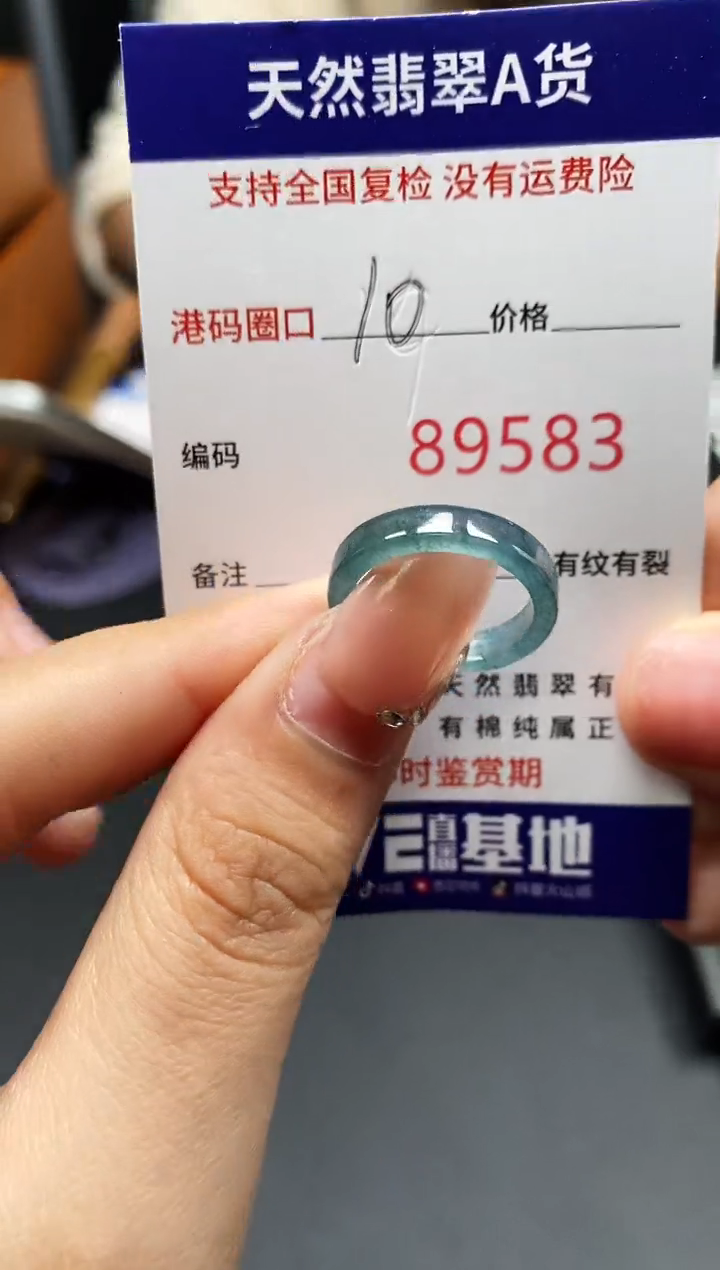 天然翡翠A货
支持全国复检 没有运费险
港码圈口 10 价格
编码 89583
备注 有纹有裂
天然翡翠有
有棉纯属正
时鉴赏期
直播基地